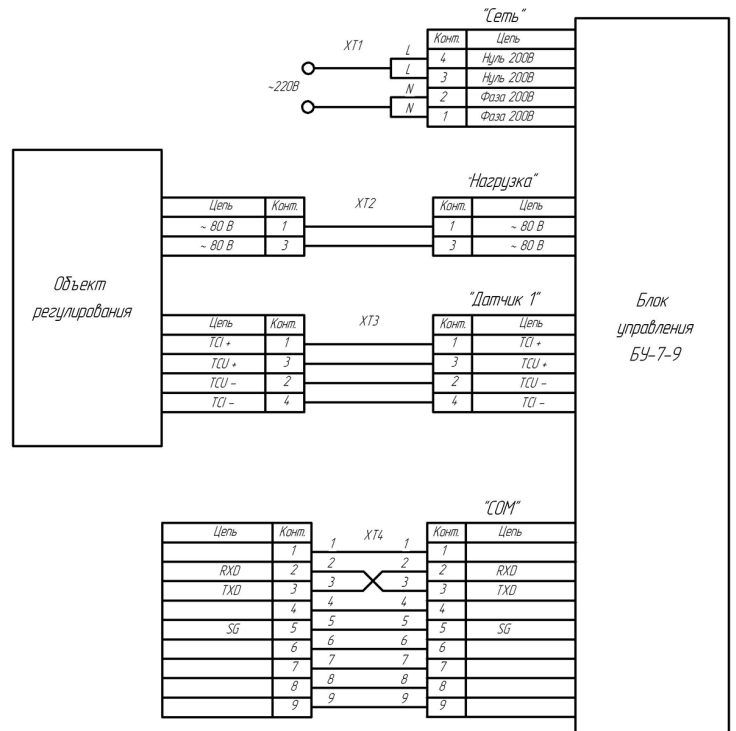 "Сеть"
XT1
Конт. Цепь
L 4 Нуль 200В
L 3 Нуль 200В
~220В
N 2 Фаза 200В
N 1 Фаза 200В
"Нагрузка"
Цепь Конт. XT2 Конт. Цепь
~ 80 В 1 1 ~ 80 В
~ 80 В 3 3 ~ 80 В
Объект
регулирования
"Датчик 1"
Блок
управления
БУ-7-9
Цепь Конт. XT3 Конт. Цепь
TCI + 1 1 TCI +
TCU + 3 3 TCU +
TCU – 2 2 TCU –
TCI – 4 4 TCI –
"COM"
Цепь Конт. XT4 Конт. Цепь
1 1 1 1
RXD 2 2 2 2 RXD
TXD 3 3 3 3 TXD
4 4 4 4
SG 5 5 5 5 SG
6 6 6 6
7 7 7 7
8 8 8 8
9 9 9 9